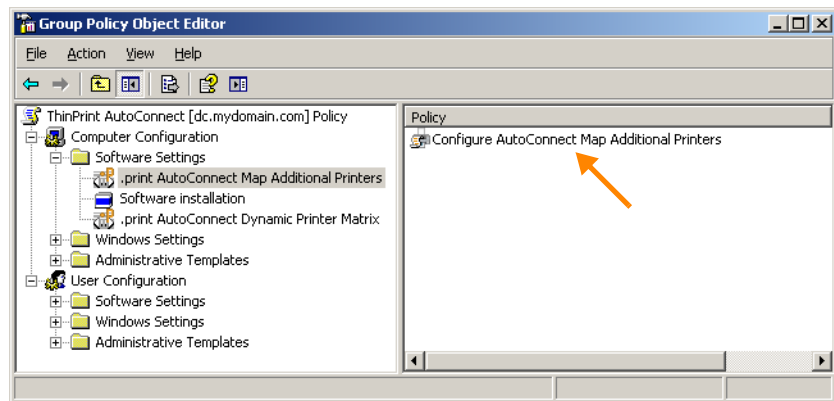 Group Policy Object Editor
File Action View Help
ThinPrint AutoConnect [dc.mydomain.com] Policy
Computer Configuration
Software Settings
.print AutoConnect Map Additional Printers
Software installation
.print AutoConnect Dynamic Printer Matrix
Windows Settings
Administrative Templates
User Configuration
Software Settings
Windows Settings
Administrative Templates
Policy
Configure AutoConnect Map Additional Printers